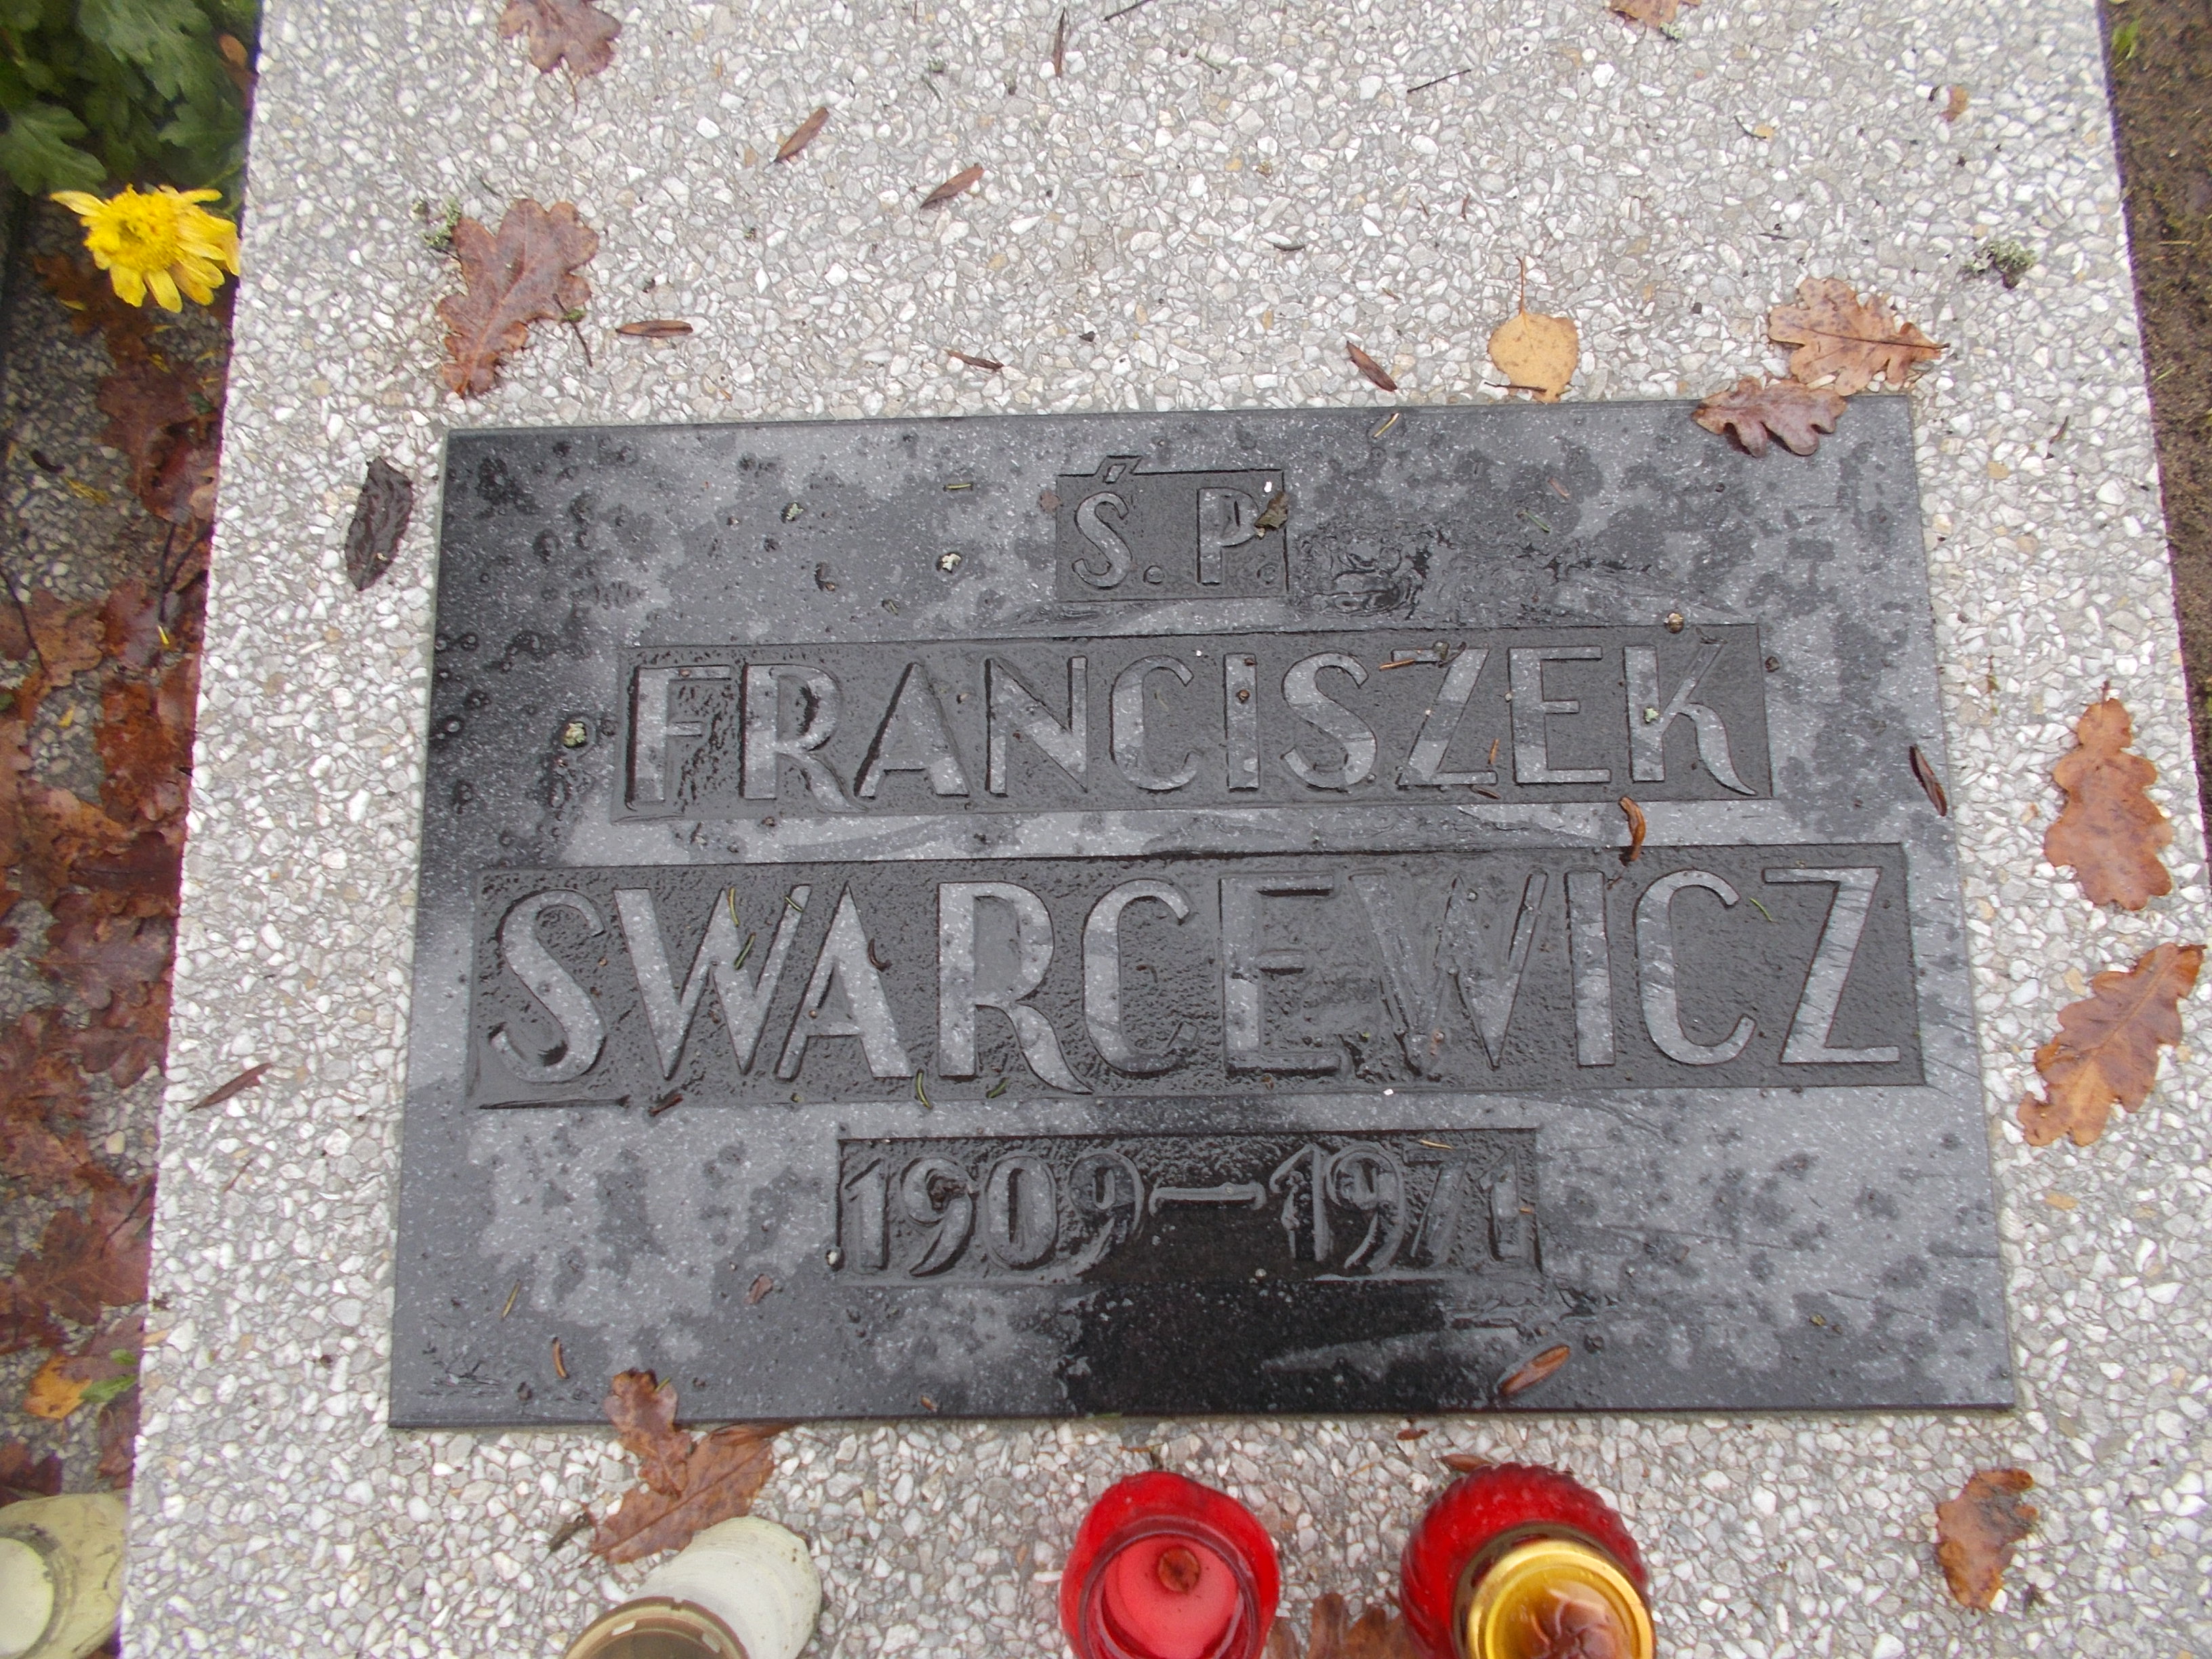 Ś. P.
FRANCISZEK
SWARCEWICZ
1909—1971